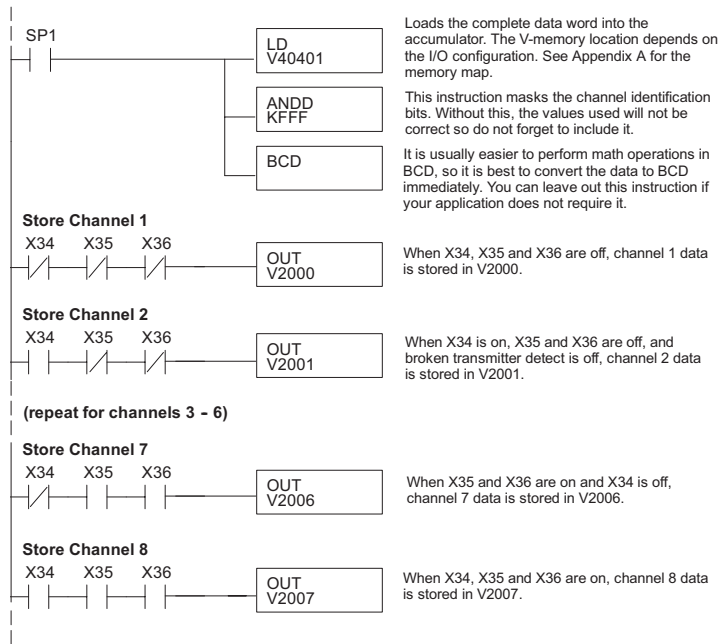 SP1
LD
V40401
Loads the complete data word into the
accumulator. The V-memory location depends on
the I/O configuration. See Appendix A for the
memory map.
ANDD
KFFF
This instruction masks the channel identification
bits. Without this, the values used will not be
correct so do not forget to include it.
BCD
It is usually easier to perform math operations in
BCD, so it is best to convert the data to BCD
immediately. You can leave out this instruction if
your application does not require it.
Store Channel 1
X34 X35 X36
OUT
V2000
When X34, X35 and X36 are off, channel 1 data
is stored in V2000.
Store Channel 2
X34 X35 X36
OUT
V2001
When X34 is on, X35 and X36 are off, and
broken transmitter detect is off, channel 2 data
is stored in V2001.
(repeat for channels 3 - 6)
Store Channel 7
X34 X35 X36
OUT
V2006
When X35 and X36 are on and X34 is off,
channel 7 data is stored in V2006.
Store Channel 8
X34 X35 X36
OUT
V2007
When X34, X35 and X36 are on, channel 8 data
is stored in V2007.